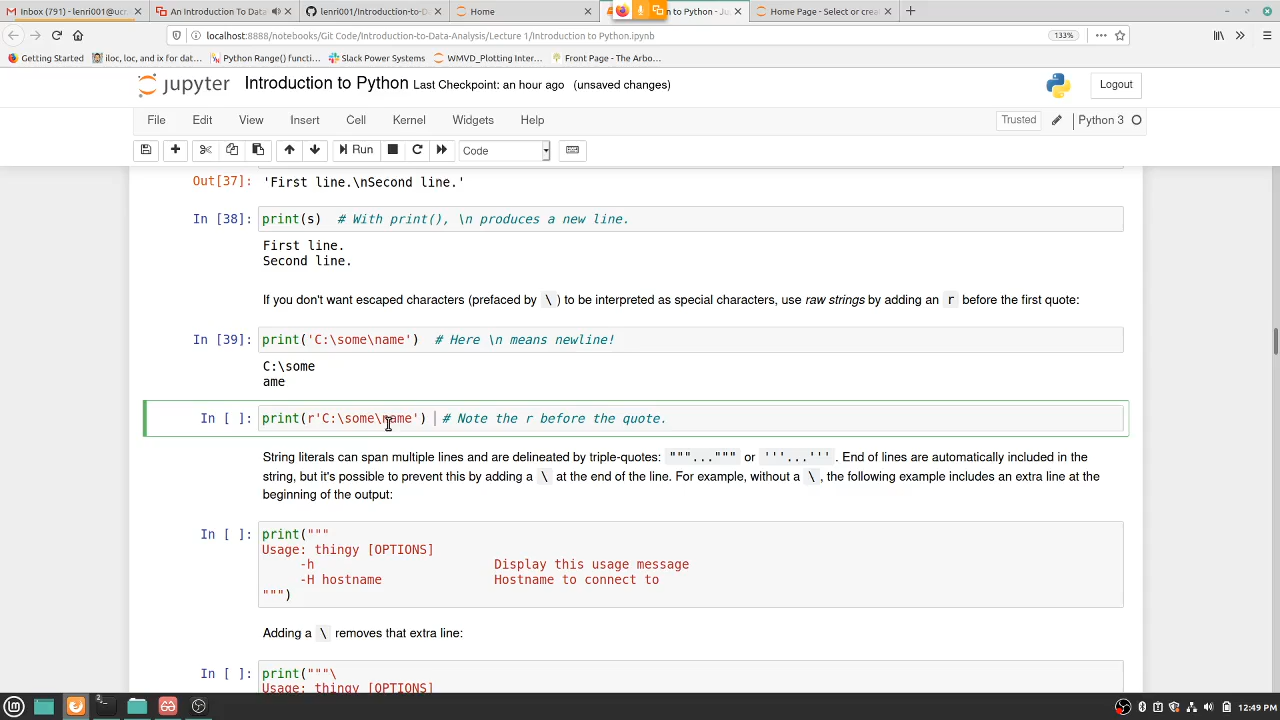 Inbox (791) - lenri001@ucr
An Introduction To Data
lenri001/Introduction-to-D
Home
n to Python - Ju
Home Page - Select or crea
localhost:8888/notebooks/Git Code/Introduction-to-Data-Analysis/Lecture 1/Introduction to Python.ipynb
133%
Getting Started
iloc, loc, and ix for dat...
Python Range() functi...
Slack Power Systems
WMVD_Plotting Inter...
Front Page - The Arbo...
jupyter
Introduction to Python Last Checkpoint: an hour ago (unsaved changes)
Logout
File Edit View Insert Cell Kernel Widgets Help
Trusted
Python 3
Run
Code
Out[37]: 'First line.\nSecond line.'
In [38]: print(s)  # With print(), \n produces a new line.
First line.
Second line.
If you don't want escaped characters (prefaced by \ ) to be interpreted as special characters, use raw strings by adding an r before the first quote:
In [39]: print('C:\some\name')  # Here \n means newline!
C:\some
ame
In [ ]: print(r'C:\some\name')  # Note the r before the quote.
String literals can span multiple lines and are delineated by triple-quotes: """...""" or '''...''' . End of lines are automatically included in the
string, but it's possible to prevent this by adding a \ at the end of the line. For example, without a \ , the following example includes an extra line at the
beginning of the output:
In [ ]: print("""
Usage: thingy [OPTIONS]
     -h                        Display this usage message
     -H hostname               Hostname to connect to
""")
Adding a \ removes that extra line:
In [ ]: print("""\
Usage: thingy [OPTIONS]
12:49 PM